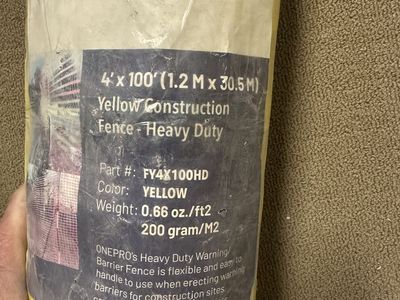 4' x 100' (1.2 M x 30.5 M)
Yellow Construction
Fence - Heavy Duty
Part #: FY4X100HD
Color: YELLOW
Weight: 0.66 oz./ft2
200 gram/M2
ONEPRO's Heavy Duty Warning/
Barrier Fence is flexible and easy to
handle to use when erecting warning
barriers for construction sites,